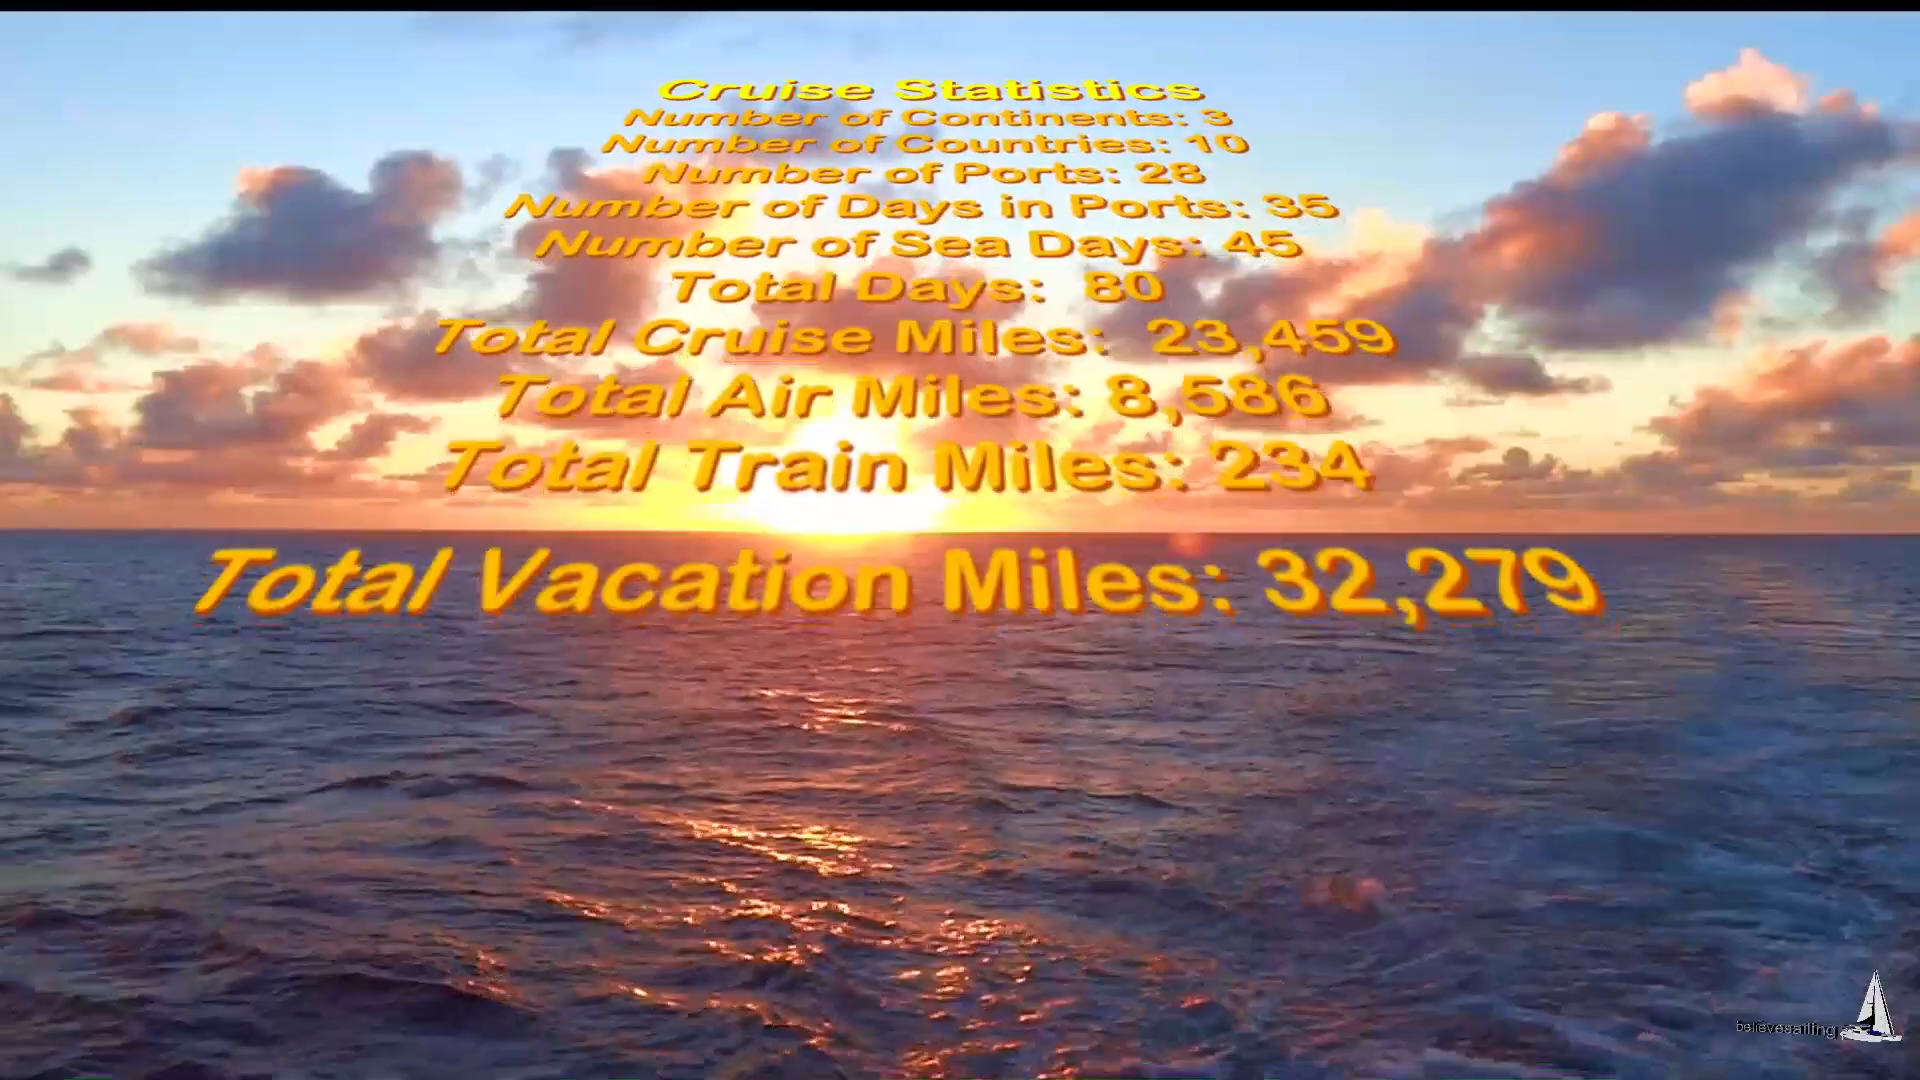 Cruise Statistics
Number of Continents: 3
Number of Countries: 10
Number of Ports: 28
Number of Days in Ports: 35
Number of Sea Days: 45
Total Days: 80
Total Cruise Miles: 23,459
Total Air Miles: 8,586
Total Train Miles: 234
Total Vacation Miles: 32,279
believesailing